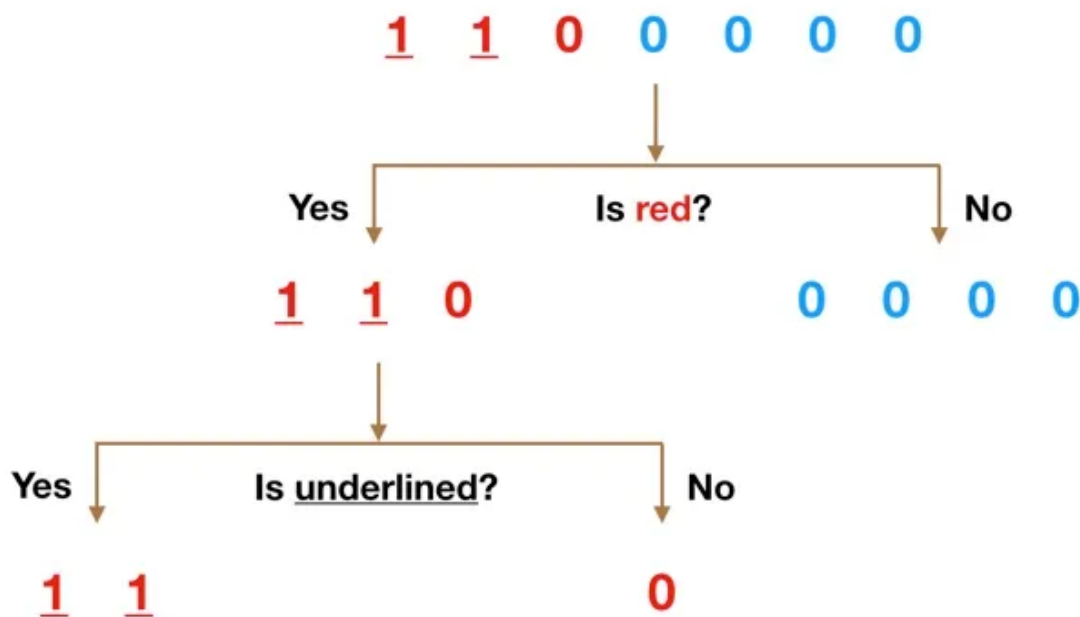 1 1 0 0 0 0 0
Yes Is red? No
1 1 0 0 0 0 0
Yes Is underlined? No
1 1 0